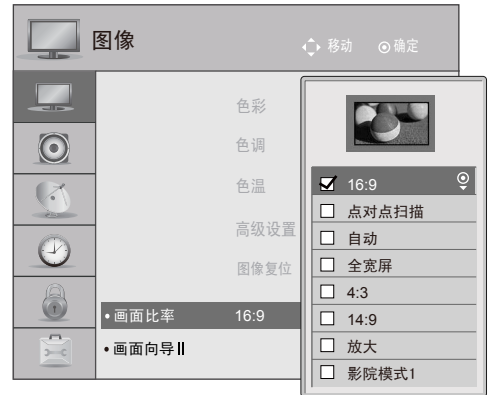 图像
移动 确定
色彩
色调
色温
高级设置
图像复位
• 画面比率 16:9
• 画面向导 II
16:9
点对点扫描
自动
全宽屏
4:3
14:9
放大
影院模式1